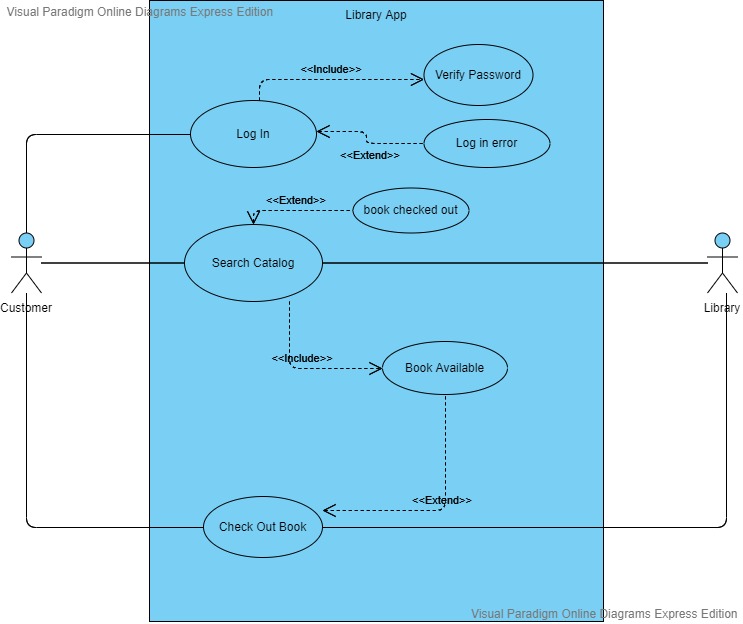 Visual Paradigm Online Diagrams Express Edition
Library App
<<Include>>
Verify Password
Log In
Log in error
<<Extend>>
<<Extend>>
book checked out
Search Catalog
Customer
Library
<<Include>>
Book Available
<<Extend>>
Check Out Book
Visual Paradigm Online Diagrams Express Edition